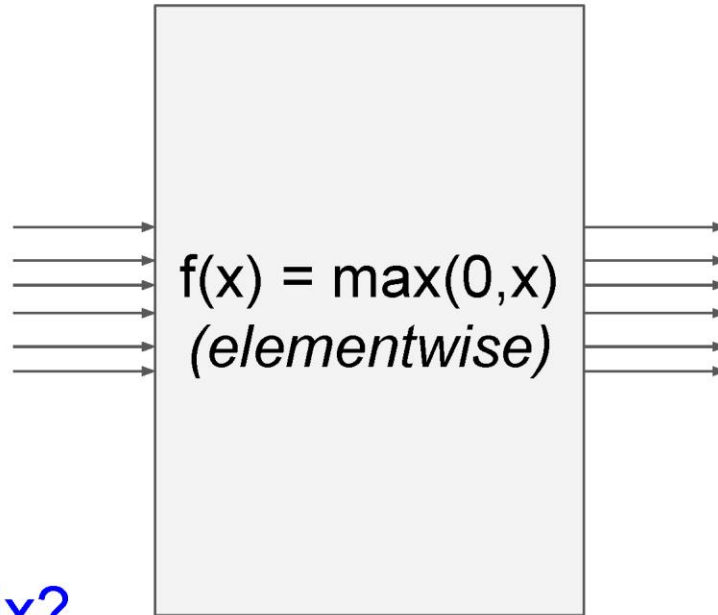 f(x) = max(0,x)
(elementwise)
x?